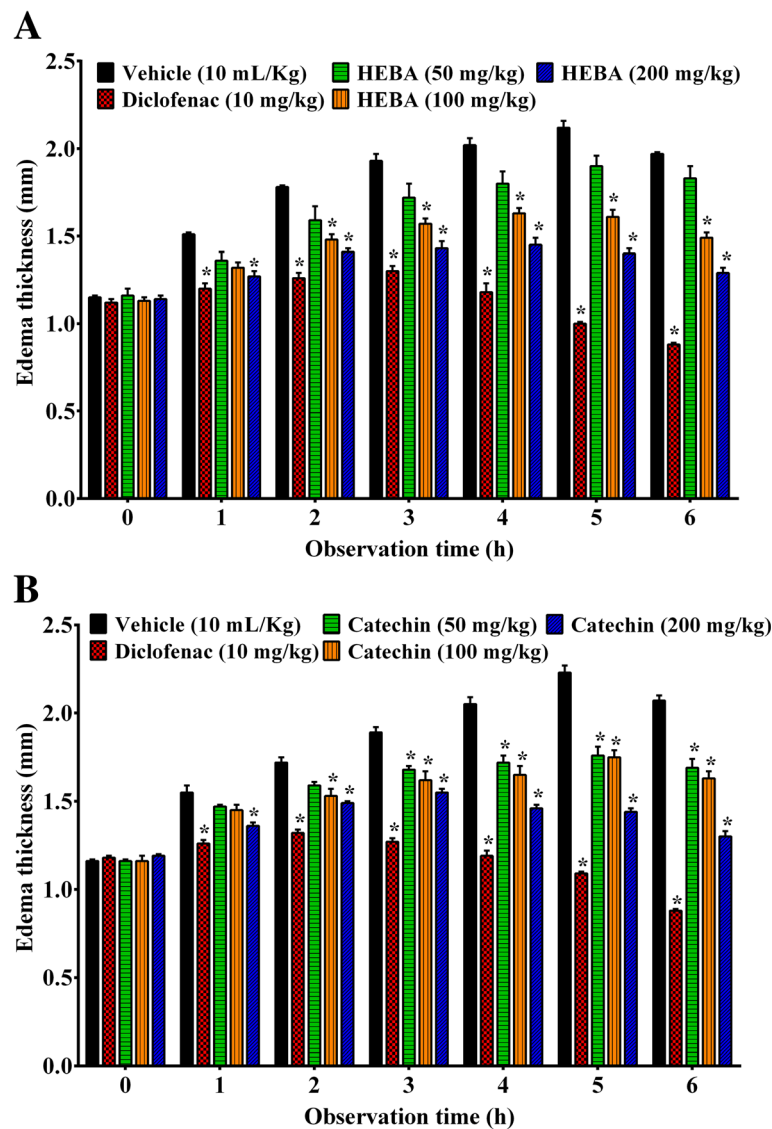 A
Vehicle (10 mL/Kg) HEBA (50 mg/kg) HEBA (200 mg/kg)
Diclofenac (10 mg/kg) HEBA (100 mg/kg)
Edema thickness (mm)
2.5
2.0
1.5
1.0
0.5
0.0
* * * * * * * * * * * * * * * * *
0 1 2 3 4 5 6
Observation time (h)
B
Vehicle (10 mL/Kg) Catechin (50 mg/kg) Catechin (200 mg/kg)
Diclofenac (10 mg/kg) Catechin (100 mg/kg)
Edema thickness (mm)
2.5
2.0
1.5
1.0
0.5
0.0
* * * * * * * * * * * * * * * * * * * * *
0 1 2 3 4 5 6
Observation time (h)